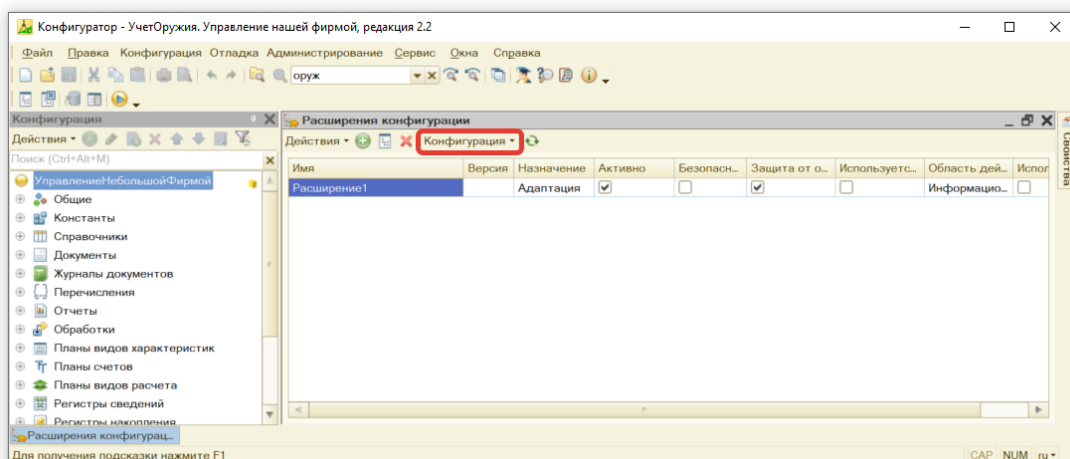 Конфигуратор - УчетОружия. Управление нашей фирмой, редакция 2.2
Файл Правка Конфигурация Отладка Администрирование Сервис Окна Справка
оруж
Конфигурация
Действия
Поиск (Ctrl+Alt+M)
УправлениеНебольшойФирмой
Общие
Константы
Справочники
Документы
Журналы документов
Перечисления
Отчеты
Обработки
Планы видов характеристик
Планы счетов
Планы видов расчета
Регистры сведений
Регистры накопления
Расширения конфигурации
Действия Конфигурация
Имя Версия Назначение Активно Безопасн... Защита от о... Используетс... Область дей... Испол
Расширение1 Адаптация Информацио...
Свойства
Расширения конфигурац...
Для получения подсказки нажмите F1 CAP NUM ru